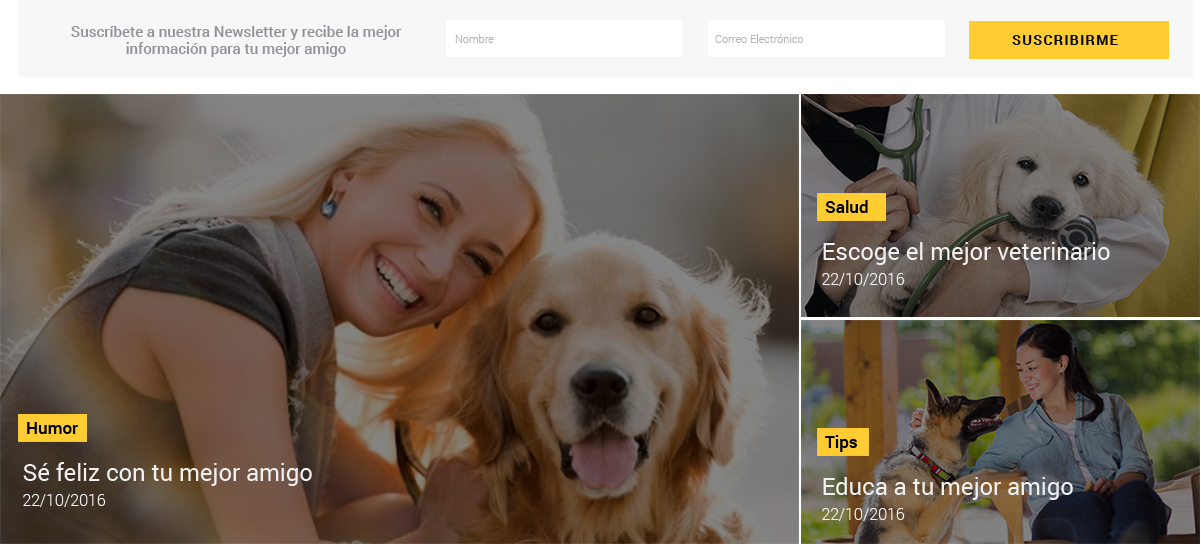 Suscríbete a nuestra Newsletter y recibe la mejor
información para tu mejor amigo
Nombre
Correo Electrónico
SUSCRIBIRME
Humor
Sé feliz con tu mejor amigo
22/10/2016
Salud
Escoge el mejor veterinario
22/10/2016
Tips
Educa a tu mejor amigo
22/10/2016